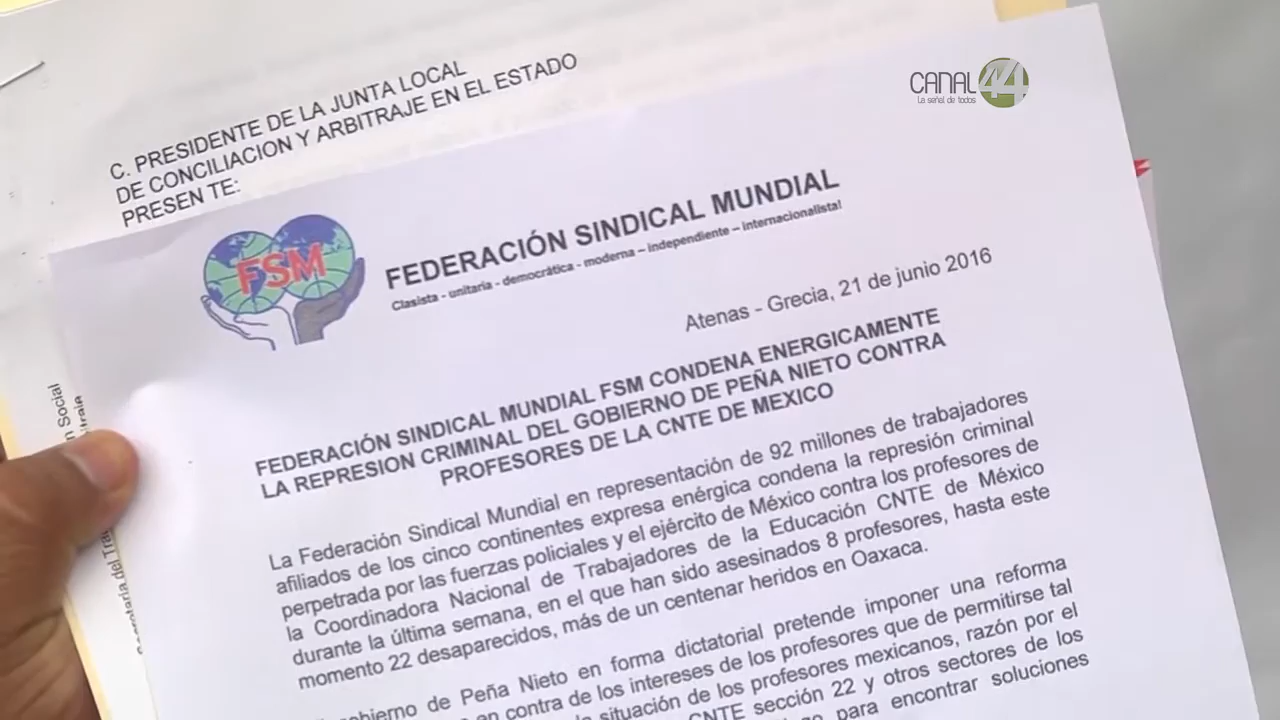 CANAL 44
La señal de todos
C. PRESIDENTE DE LA JUNTA LOCAL
DE CONCILIACION Y ARBITRAJE EN EL ESTADO
PRESEN TE:
FSM
FEDERACIÓN SINDICAL MUNDIAL
Clasista - unitaria - democrática - moderna – independiente – internacionalista!
Atenas - Grecia, 21 de junio 2016
FEDERACIÓN SINDICAL MUNDIAL FSM CONDENA ENERGICAMENTE
LA REPRESION CRIMINAL DEL GOBIERNO DE PEÑA NIETO CONTRA
PROFESORES DE LA CNTE DE MEXICO
La Federación Sindical Mundial en representación de 92 millones de trabajadores
afiliados de los cinco continentes expresa enérgica condena la represión criminal
perpetrada por las fuerzas policiales y el ejército de México contra los profesores de
la Coordinadora Nacional de Trabajadores de la Educación CNTE de México
durante la última semana, en el que han sido asesinados 8 profesores, hasta este
momento 22 desaparecidos, más de un centenar heridos en Oaxaca.
de Peña Nieto en forma dictatorial pretende imponer una reforma
en contra de los intereses de los profesores que de permitirse tal
situación de los profesores mexicanos, razón por el
CNTE sección 22 y otros sectores de los
para encontrar soluciones
Social